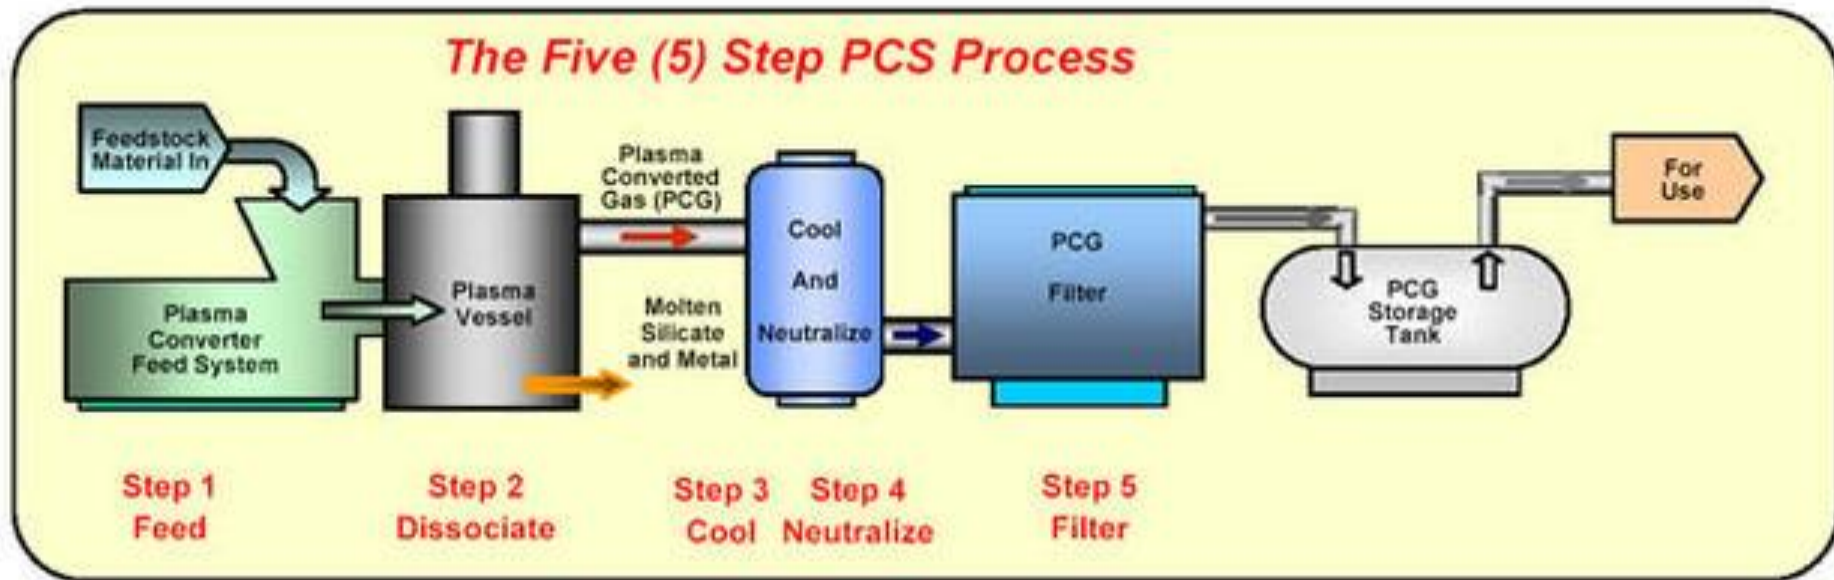 The Five (5) Step PCS Process
Feedstock
Material In
Plasma
Converter
Feed System
Plasma
Vessel
Plasma
Converted
Gas (PCG)
Molten
Silicate
and Metal
Cool
And
Neutralize
PCG
Filter
PCG
Storage
Tank
For
Use
Step 1
Feed
Step 2
Dissociate
Step 3
Cool
Step 4
Neutralize
Step 5
Filter